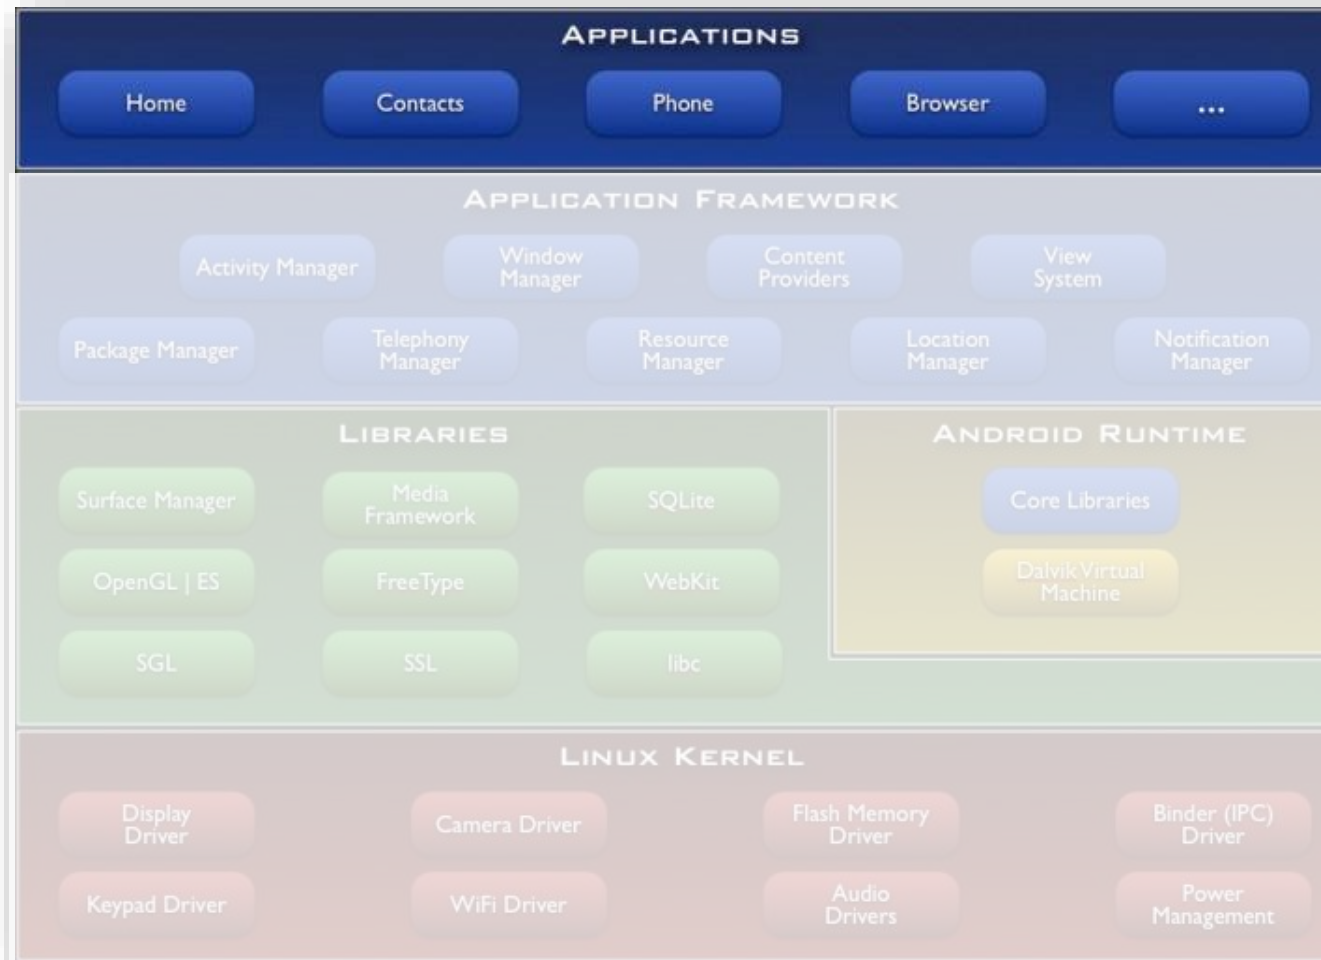 APPLICATIONS
Home
Contacts
Phone
Browser
...
APPLICATION FRAMEWORK
Activity Manager
Window
Manager
Content
Providers
View
System
Package Manager
Telephony
Manager
Resource
Manager
Location
Manager
Notification
Manager
LIBRARIES
Surface Manager
Media
Framework
SQLite
OpenGL | ES
FreeType
WebKit
SGL
SSL
libc
ANDROID RUNTIME
Core Libraries
Dalvik Virtual
Machine
LINUX KERNEL
Display
Driver
Camera Driver
Flash Memory
Driver
Binder (IPC)
Driver
Keypad Driver
WiFi Driver
Audio
Drivers
Power
Management